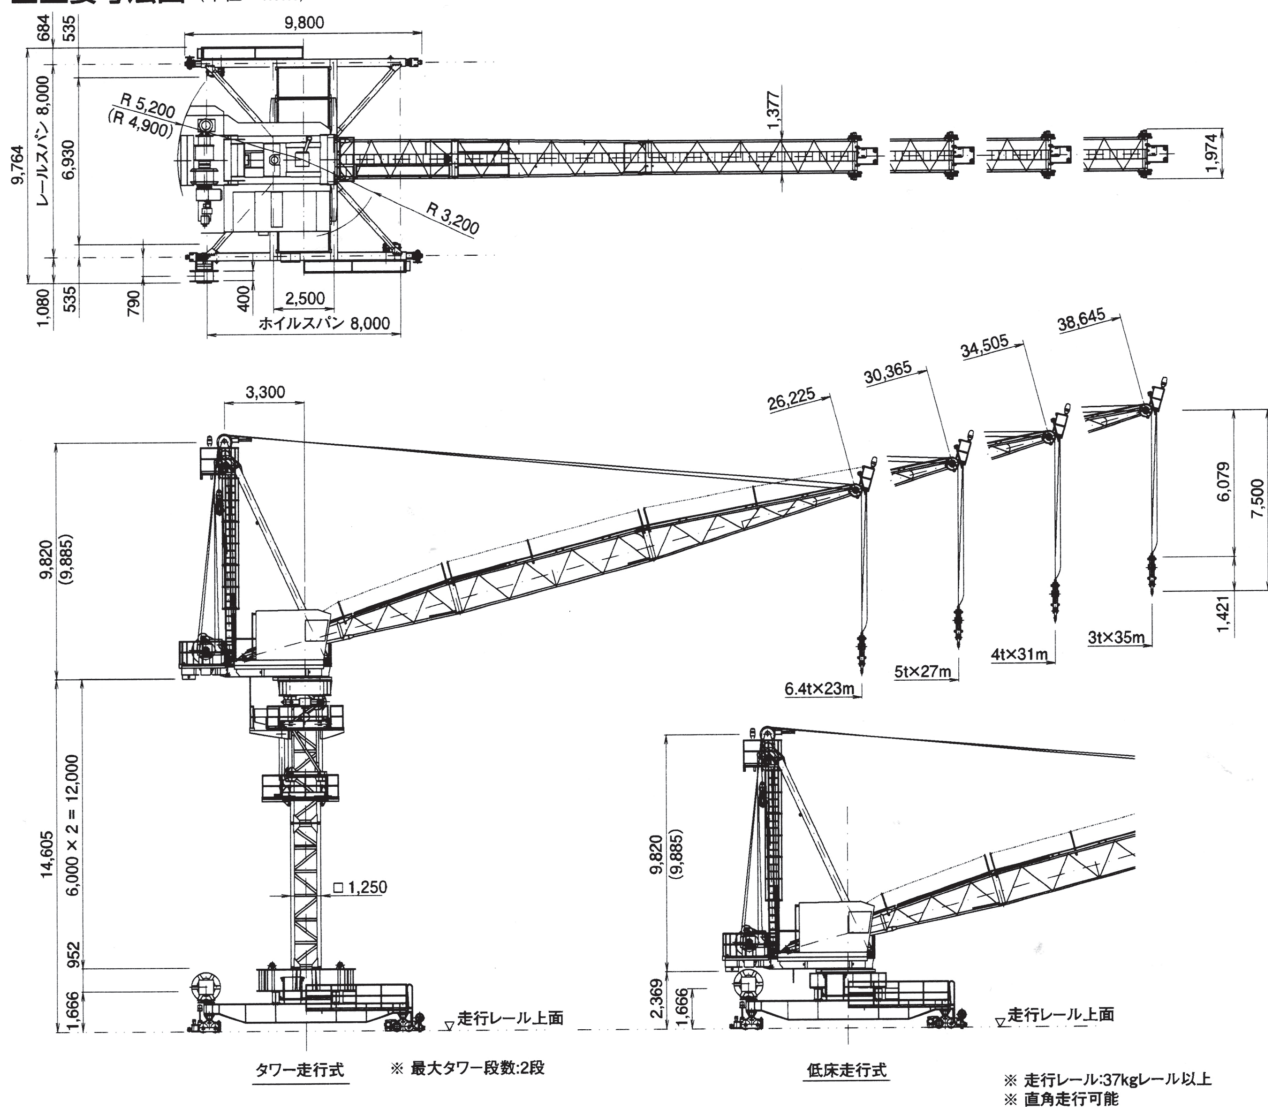 684
535
9,800
9,764
レールスパン 8,000
6,930
R 5,200
(R 4,900)
1,377
1,974
R 3,200
1,080
535
790
400
2,500
ホイルスパン 8,000
3,300
26,225
30,365
34,505
38,645
9,820
(9,885)
6,079
7,500
1,421
3t×35m
4t×31m
5t×27m
6.4t×23m
14,605
6,000 × 2 = 12,000
□ 1,250
952
1,666
走行レール上面
タワー走行式
※ 最大タワー段数:2段
9,820
(9,885)
2,369
1,666
走行レール上面
低床走行式
※ 走行レール:37kgレール以上
※ 直角走行可能